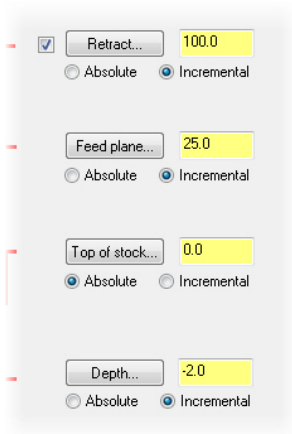 Retract... 100.0
Absolute Incremental
Feed plane... 25.0
Absolute Incremental
Top of stock... 0.0
Absolute Incremental
Depth... -2.0
Absolute Incremental